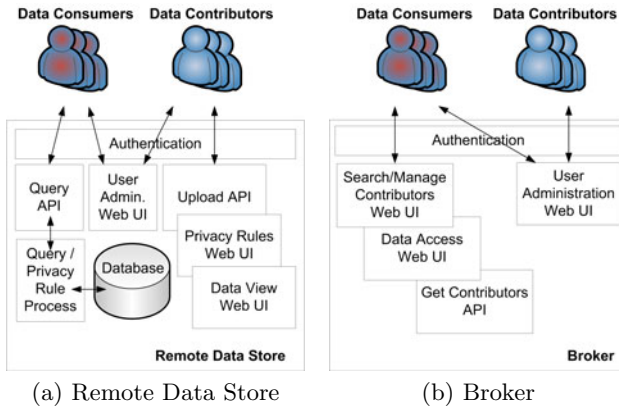 Data Consumers
Data Contributors
Authentication
Query
API
User
Admin.
Web UI
Upload API
Privacy Rules
Web UI
Query /
Privacy
Rule
Process
Database
Data View
Web UI
Remote Data Store
(a) Remote Data Store
Data Consumers
Data Contributors
Authentication
Search/Manage
Contributors
Web UI
User
Administration
Web UI
Data Access
Web UI
Get Contributors
API
Broker
(b) Broker